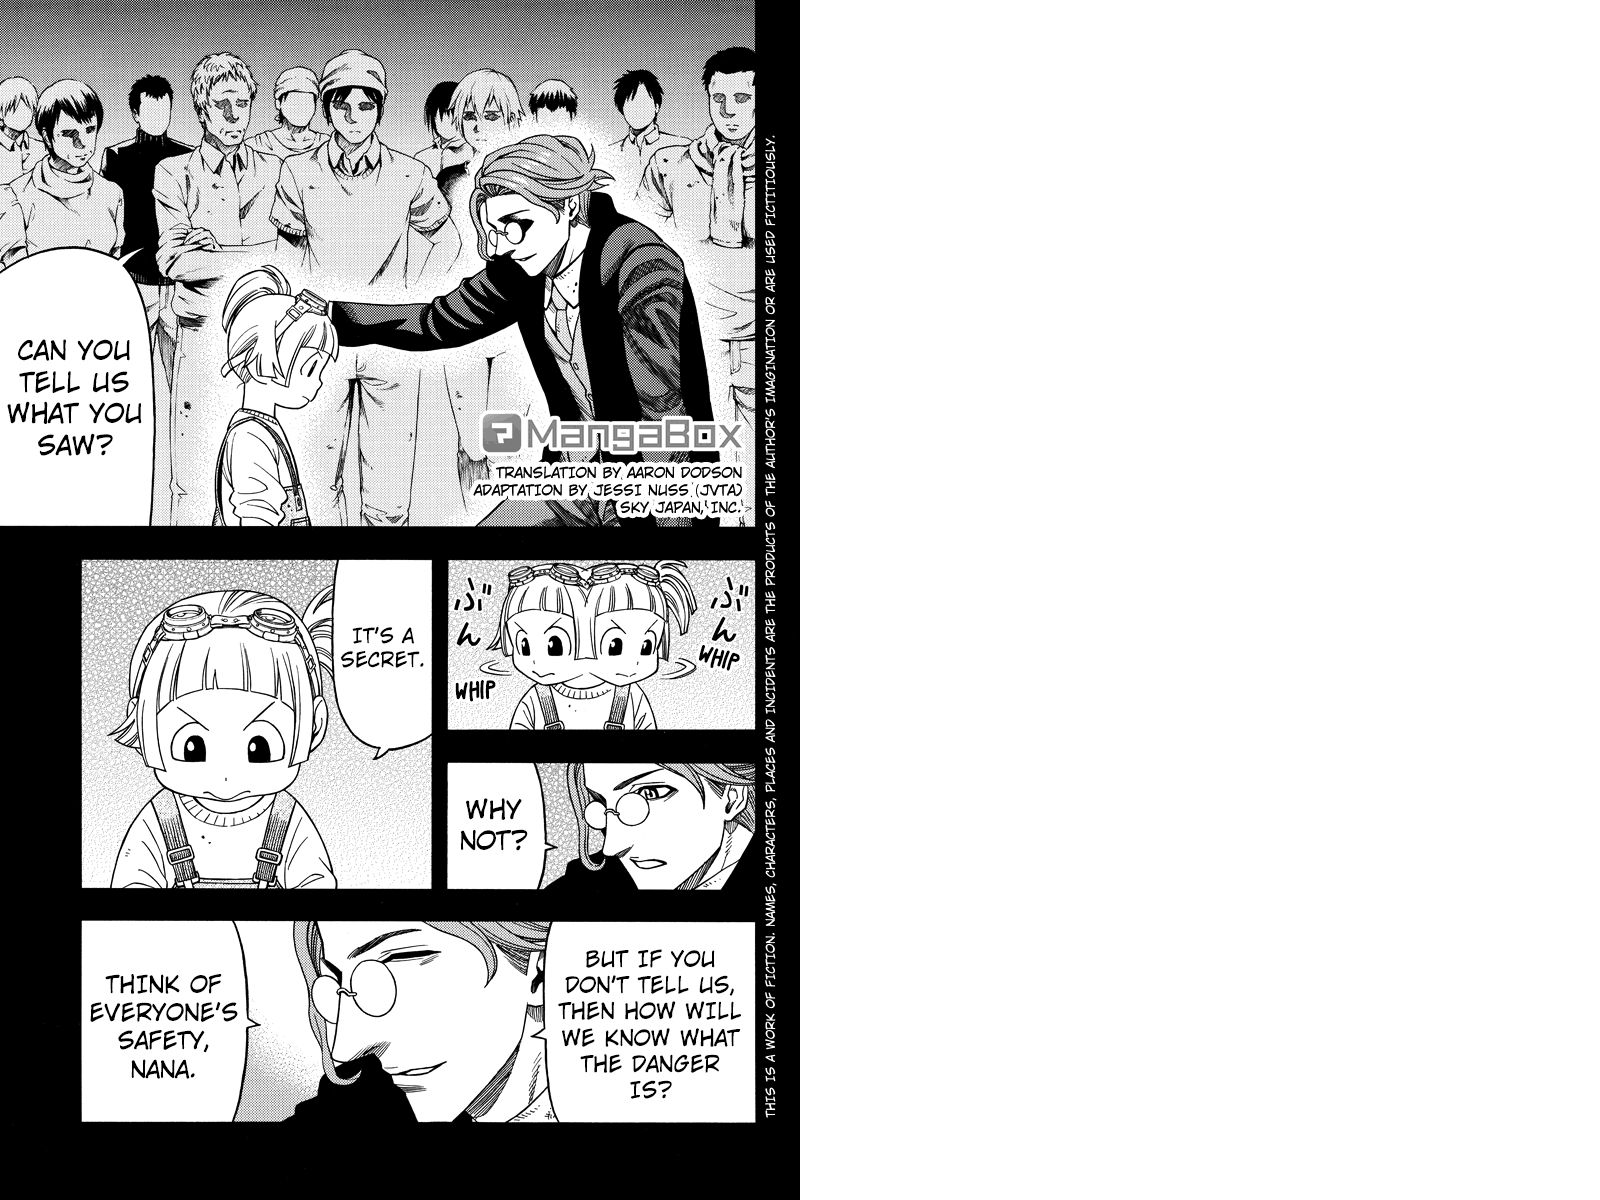 CAN YOU
TELL US
WHAT YOU
SAW?
MangaBox
TRANSLATION BY AARON DODSON
ADAPTATION BY JESSI NUSS (JVTA)
SKY JAPAN, INC.
THIS IS A WORK OF FICTION. NAMES, CHARACTERS, PLACES AND INCIDENTS ARE THE PRODUCTS OF THE AUTHOR'S IMAGINATION OR ARE USED FICTITIOUSLY.
ぶん
WHIP
ぶん
WHIP
IT'S A
SECRET.
WHY
NOT?
BUT IF YOU
DON'T TELL US,
THEN HOW WILL
WE KNOW WHAT
THE DANGER
IS?
THINK OF
EVERYONE'S
SAFETY,
NANA.